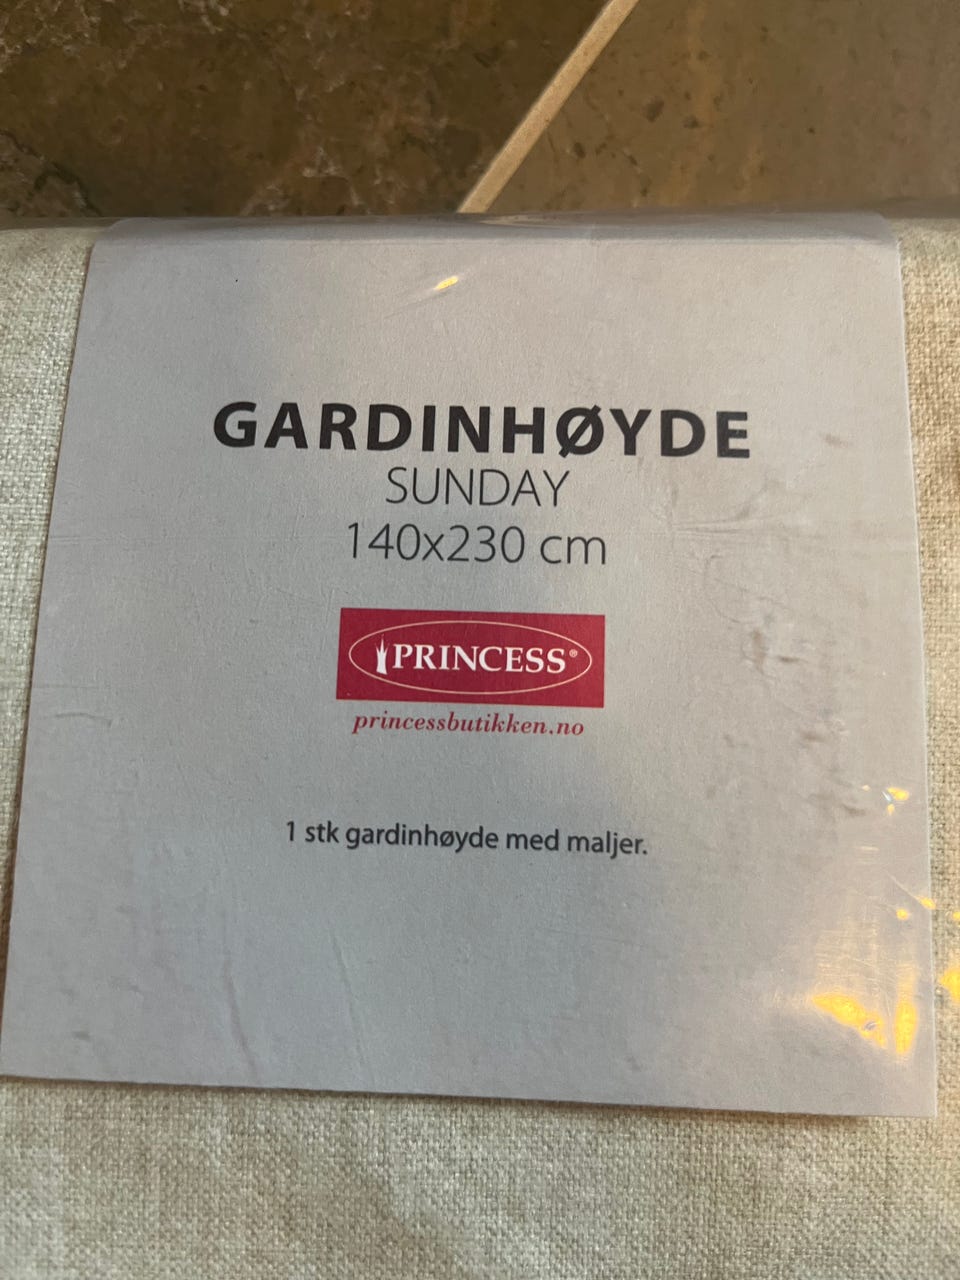 GARDINHØYDE
SUNDAY
140x230 cm
PRINCESS®
princessbutikken.no
1 stk gardinhøyde med maljer.